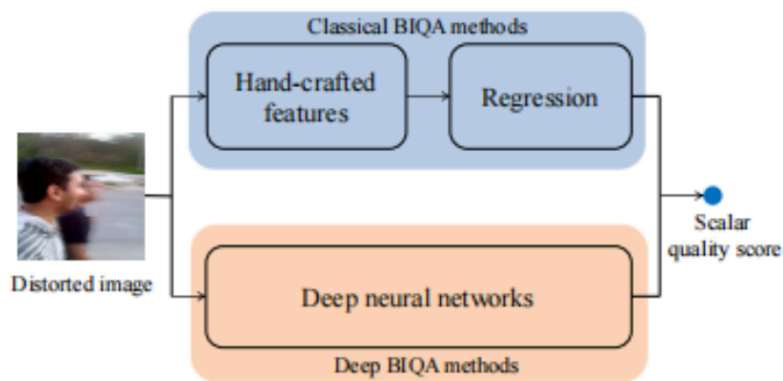 Classical BIQA methods
Hand-crafted
features
Regression
Distorted image
Scalar
quality score
Deep neural networks
Deep BIQA methods